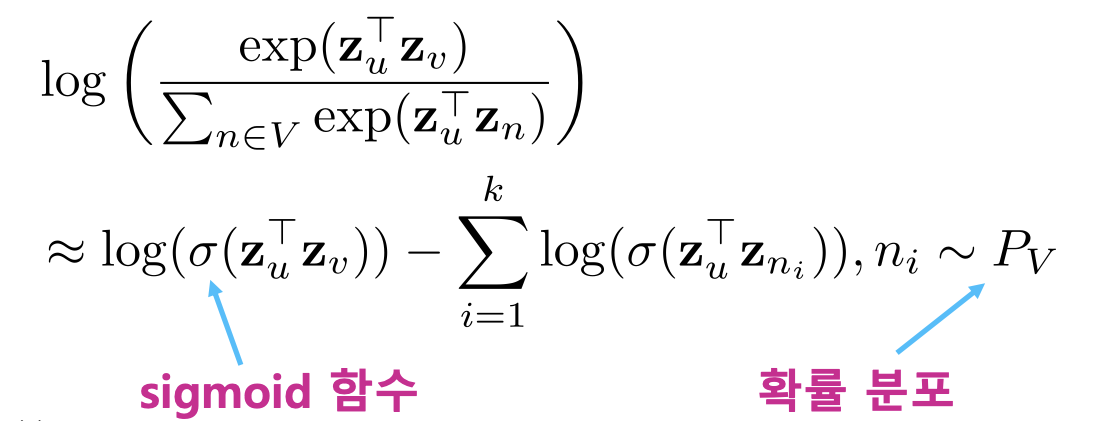 log ( exp(z_u^⊤ z_v) / ∑_{n∈V} exp(z_u^⊤ z_n) )
≈ log(σ(z_u^⊤ z_v)) − ∑_{i=1}^{k} log(σ(z_u^⊤ z_{n_i})), n_i ∼ P_V
sigmoid 함수 확률 분포